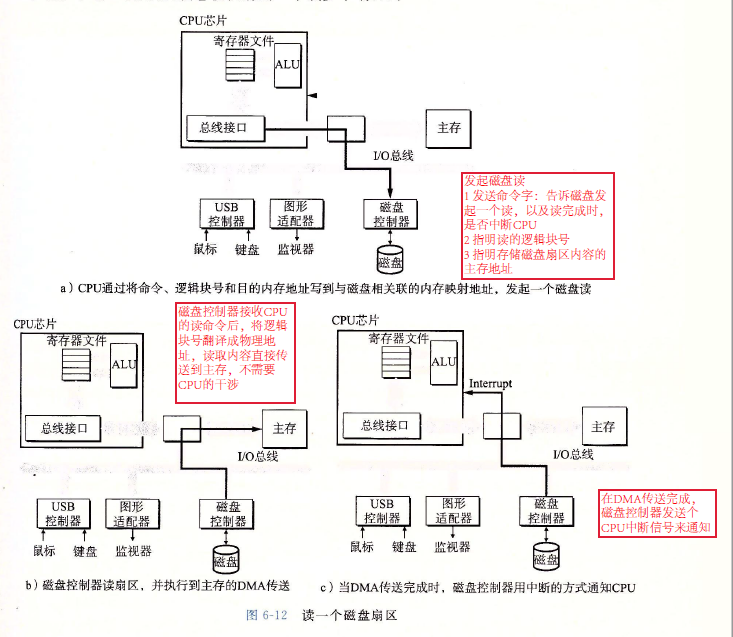 CPU芯片
寄存器文件
ALU
总线接口
主存
I/O总线
发起磁盘读
1 发送命令字：告诉磁盘发
起一个读，以及读完成时，
是否中断CPU
2 指明读的逻辑块号
3 指明存储磁盘扇区内容的
主存地址
USB
控制器
图形
适配器
磁盘
控制器
鼠标
键盘
监视器
磁盘
a）CPU通过将命令、逻辑块号和目的内存地址写到与磁盘相关联的内存映射地址，发起一个磁盘读
磁盘控制器接收CPU
的读命令后，将逻辑
块号翻译成物理地
址，读取内容直接传
送到主存，不需要
CPU的干涉
CPU芯片
寄存器文件
ALU
总线接口
主存
I/O总线
USB
控制器
图形
适配器
磁盘
控制器
鼠标
键盘
监视器
磁盘
b）磁盘控制器读扇区，并执行到主存的DMA传送
CPU芯片
寄存器文件
ALU
Interrupt
总线接口
主存
I/O总线
在DMA传送完成，
磁盘控制器发送个
CPU中断信号来通知
USB
控制器
图形
适配器
磁盘
控制器
鼠标
键盘
监视器
磁盘
c）当DMA传送完成时，磁盘控制器用中断的方式通知CPU
图 6-12 读一个磁盘扇区